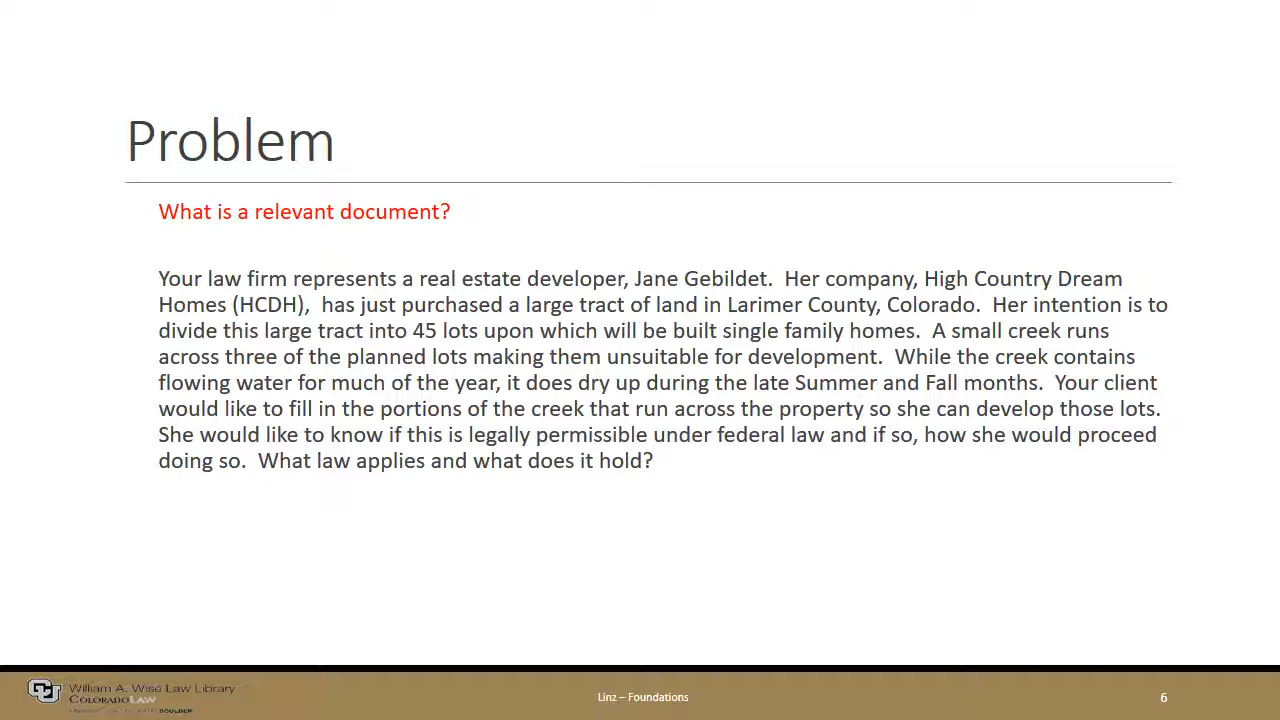 Problem
What is a relevant document?
Your law firm represents a real estate developer, Jane Gebildet.  Her company, High Country Dream
Homes (HCDH),  has just purchased a large tract of land in Larimer County, Colorado.  Her intention is to
divide this large tract into 45 lots upon which will be built single family homes.  A small creek runs
across three of the planned lots making them unsuitable for development.  While the creek contains
flowing water for much of the year, it does dry up during the late Summer and Fall months.  Your client
would like to fill in the portions of the creek that run across the property so she can develop those lots.
She would like to know if this is legally permissible under federal law and if so, how she would proceed
doing so.  What law applies and what does it hold?
William A. Wise Law Library
COLORADO LAW
BOULDER
Linz – Foundations
6